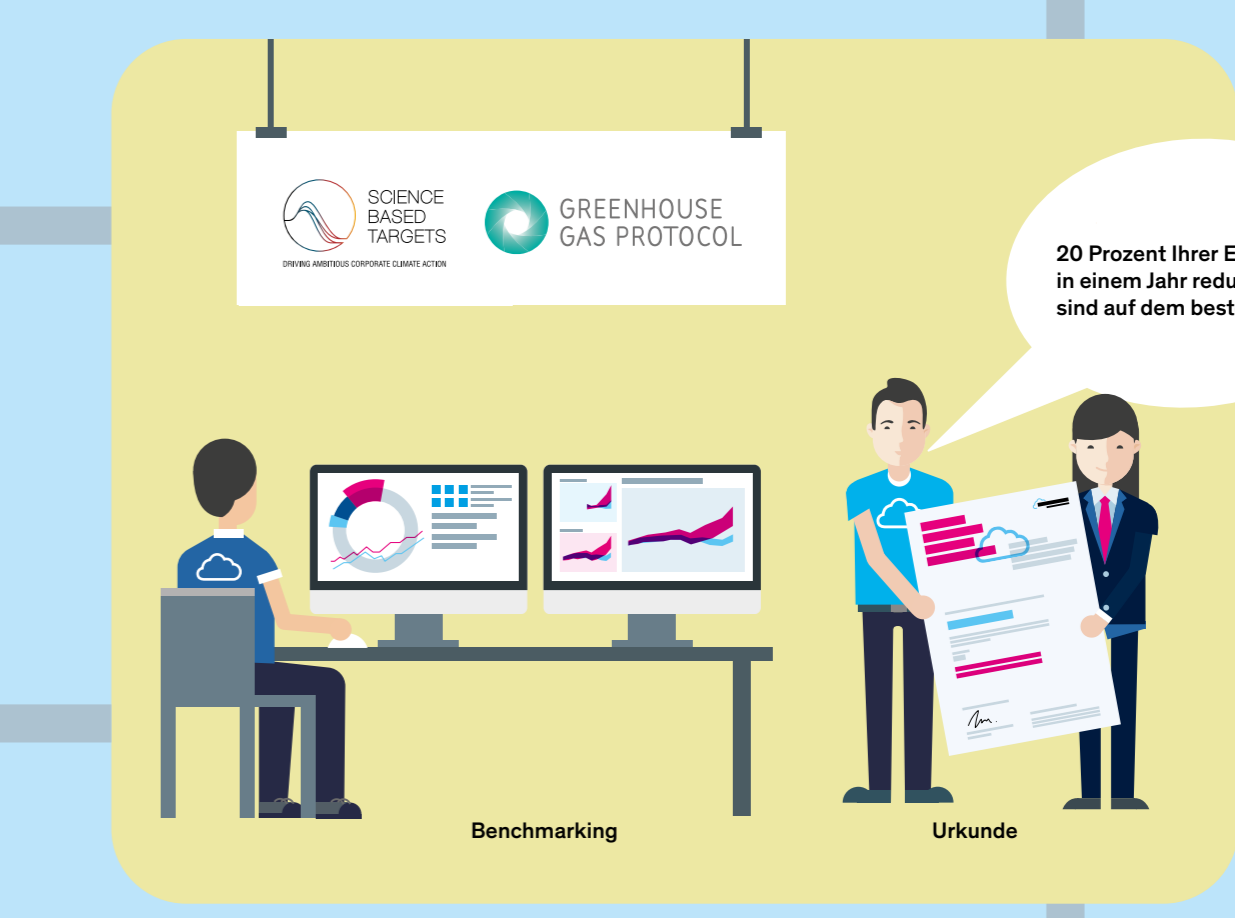 SCIENCE
BASED
TARGETS
DRIVING AMBITIOUS CORPORATE CLIMATE ACTION
GREENHOUSE
GAS PROTOCOL
20 Prozent Ihrer E
in einem Jahr redu
sind auf dem best
Benchmarking
Urkunde